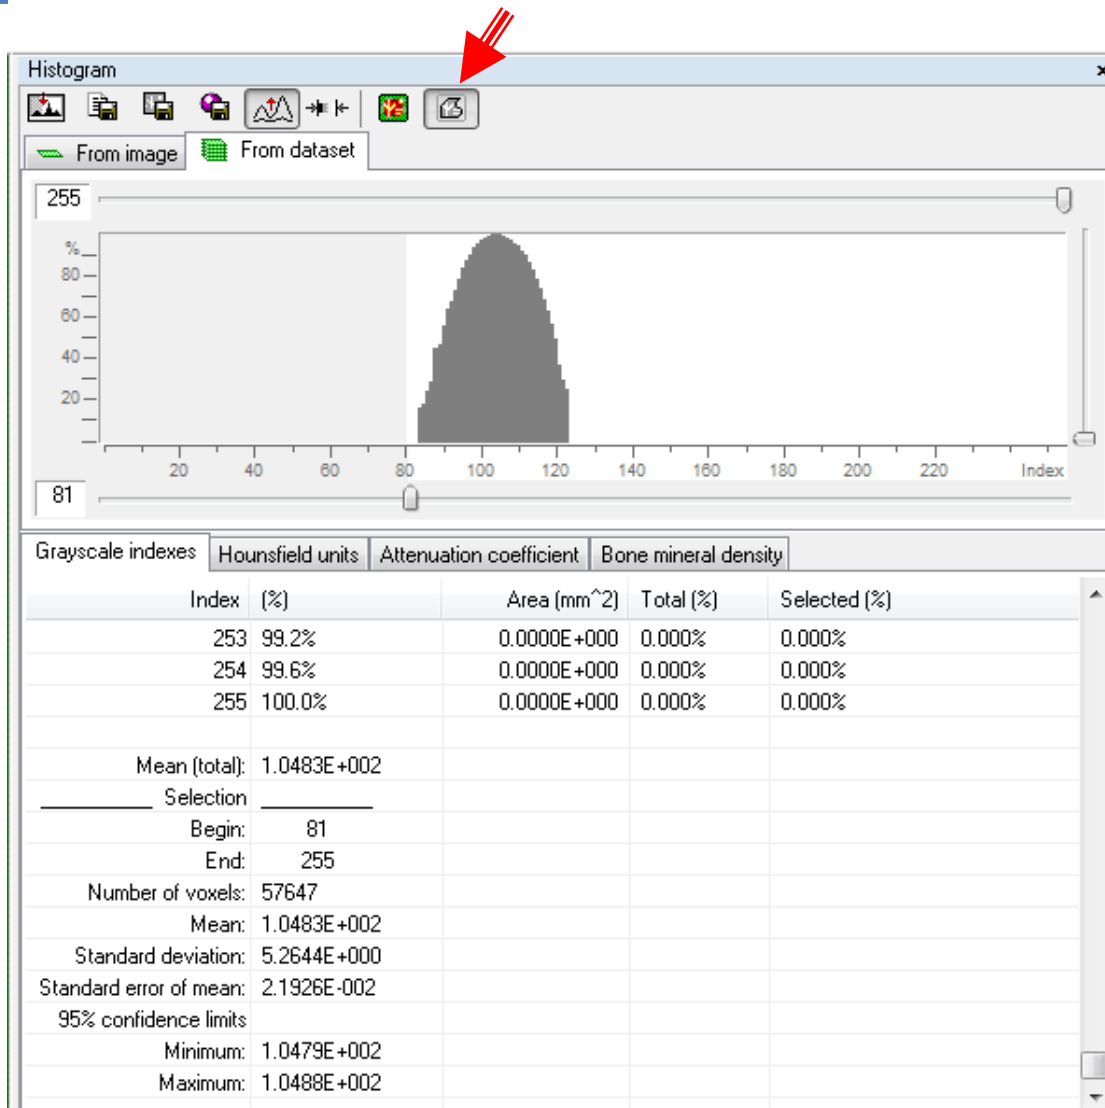 Histogram
From image From dataset
255
%
80
60
40
20
20 40 60 80 100 120 140 160 180 200 220 Index
81
Grayscale indexes Hounsfield units Attenuation coefficient Bone mineral density
Index (%) Area (mm^2) Total (%) Selected (%)
253 99.2% 0.0000E+000 0.000% 0.000%
254 99.6% 0.0000E+000 0.000% 0.000%
255 100.0% 0.0000E+000 0.000% 0.000%
Mean (total): 1.0483E+002
__________ Selection __________
Begin: 81
End: 255
Number of voxels: 57647
Mean: 1.0483E+002
Standard deviation: 5.2644E+000
Standard error of mean: 2.1926E-002
95% confidence limits
Minimum: 1.0479E+002
Maximum: 1.0488E+002